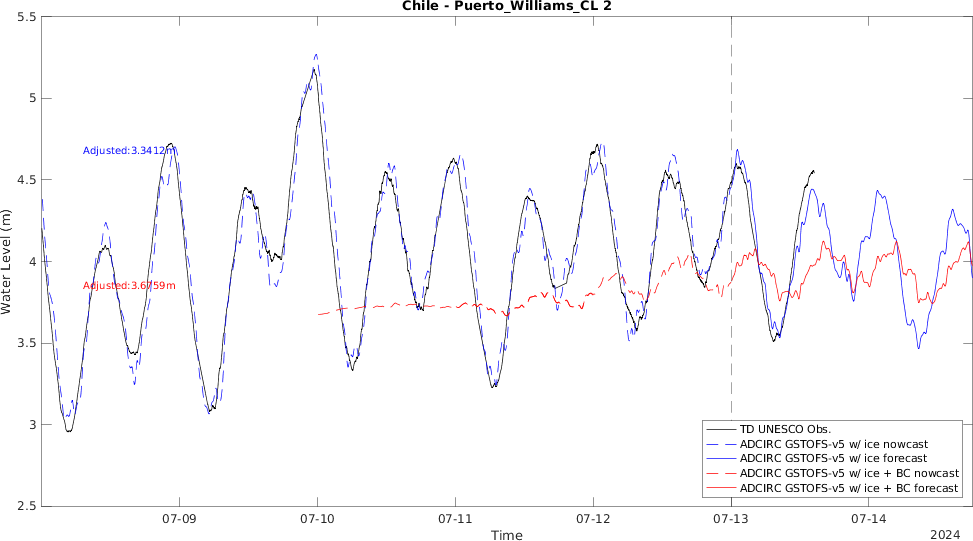 Chile - Puerto_Williams_CL 2
5.5
5
4.5
4
3.5
3
2.5
Water Level (m)
Adjusted:3.3412m
Adjusted:3.6759m
TD UNESCO Obs.
ADCIRC GSTOFS-v5 w/ ice nowcast
ADCIRC GSTOFS-v5 w/ ice forecast
ADCIRC GSTOFS-v5 w/ ice + BC nowcast
ADCIRC GSTOFS-v5 w/ ice + BC forecast
07-09
07-10
07-11
07-12
07-13
07-14
Time
2024